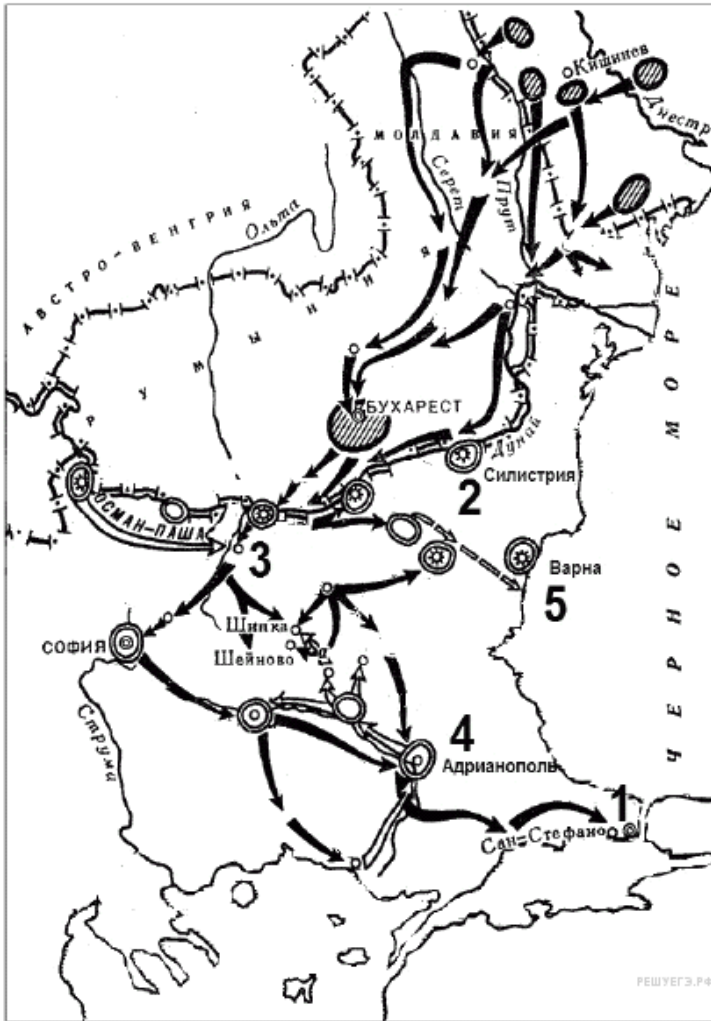 Кишинев
Днестр
МОЛДАВИЯ
Серет
Прут
Ольта
АВСТРО-ВЕНГРИЯ
РУМЫНИЯ
БУХАРЕСТ
Дунай
Силистрия
2
ОСМАН-ПАША
3
Варна
5
ЧЕРНОЕ МОРЕ
Шипка
Шейново
СОФИЯ
Струма
4
Адрианополь
1
Сан-Стефано
РЕШУЕГЭ.РФ